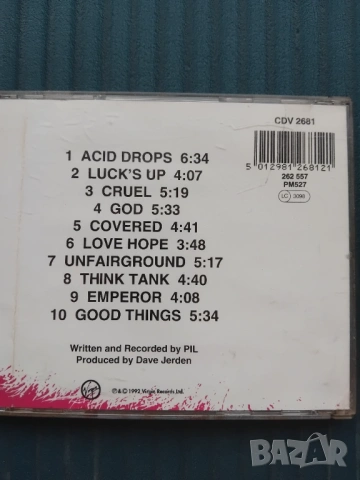 CDV 2681
5 012981 268121
262 557
PM527
LC 3098
1 ACID DROPS 6:34
2 LUCK'S UP 4:07
3 CRUEL 5:19
4 GOD 5:33
5 COVERED 4:41
6 LOVE HOPE 3:48
7 UNFAIRGROUND 5:17
8 THINK TANK 4:40
9 EMPEROR 4:08
10 GOOD THINGS 5:34
Written and Recorded by PIL
Produced by Dave Jerden
Virgin
℗ & © 1992 Virgin Records Ltd.
BAZAR